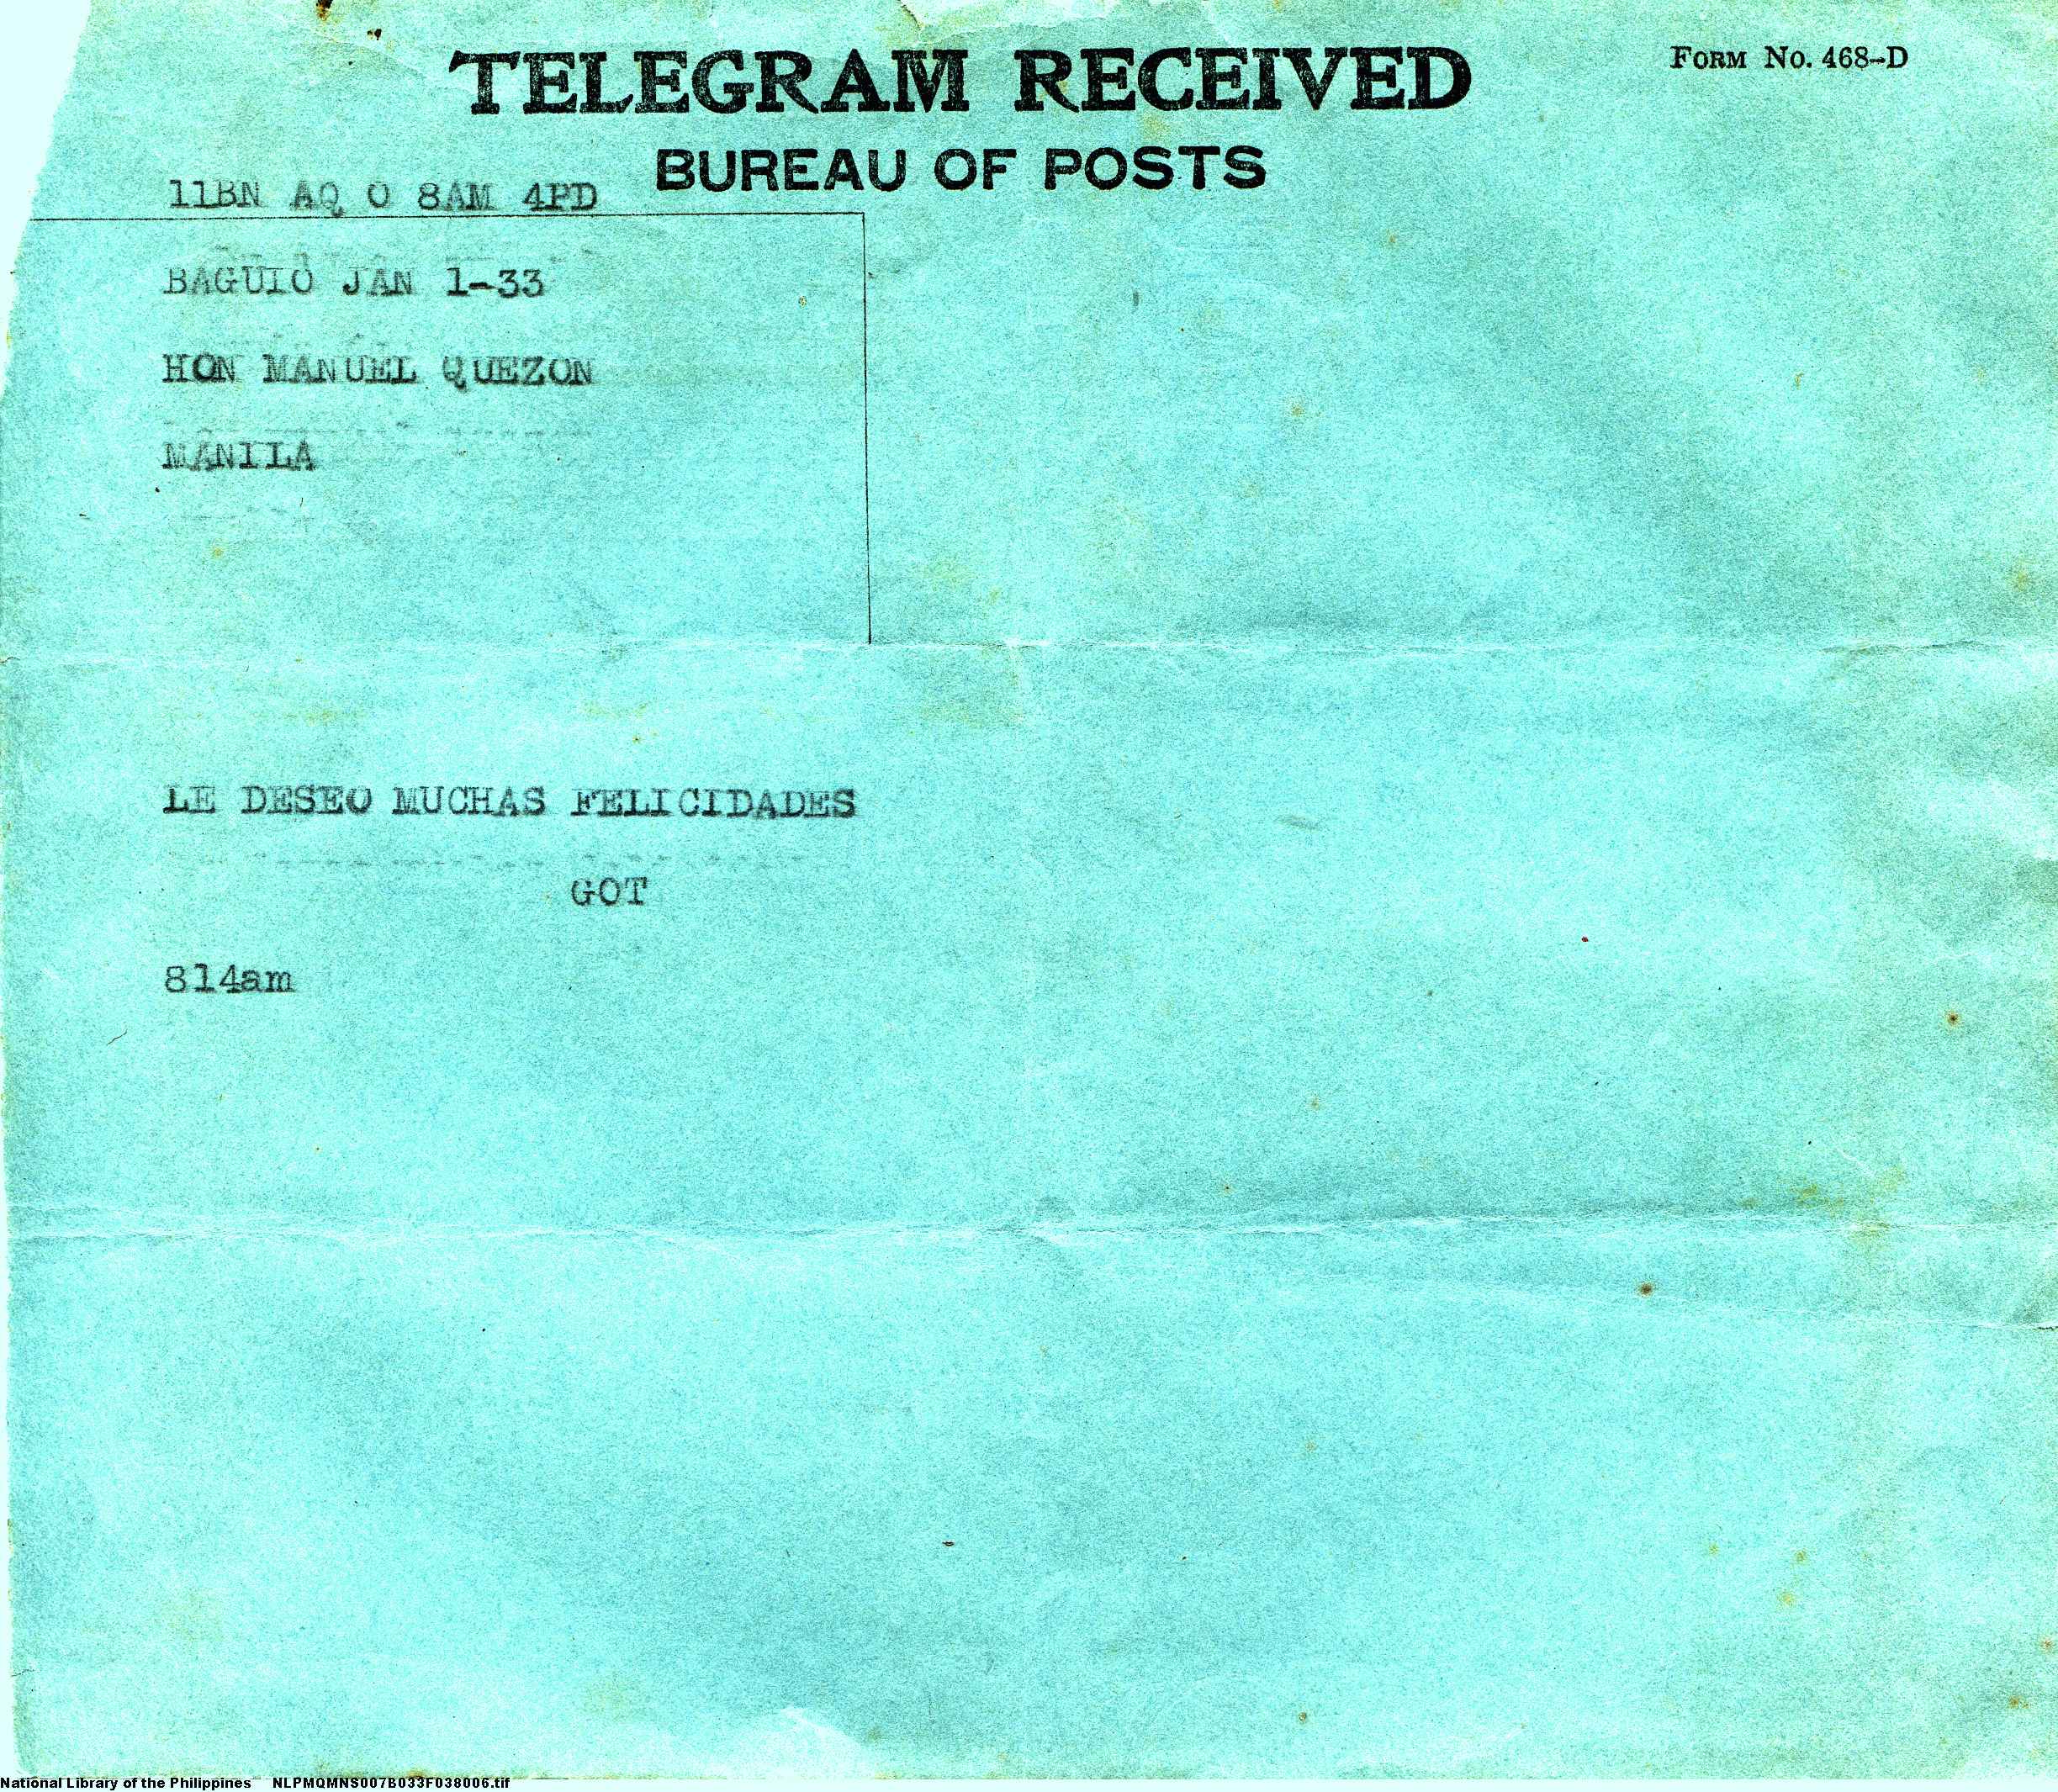 FORM NO. 468-D
TELEGRAM RECEIVED
BUREAU OF POSTS
11BN AQ O 8AM 4PD
BAGUIO JAN 1-33
HON MANUEL QUEZON
MANILA
LE DESEO MUCHAS FELICIDADES
GOT
814am
National Library of the Philippines NLPMQMNS007B033F038006.tif